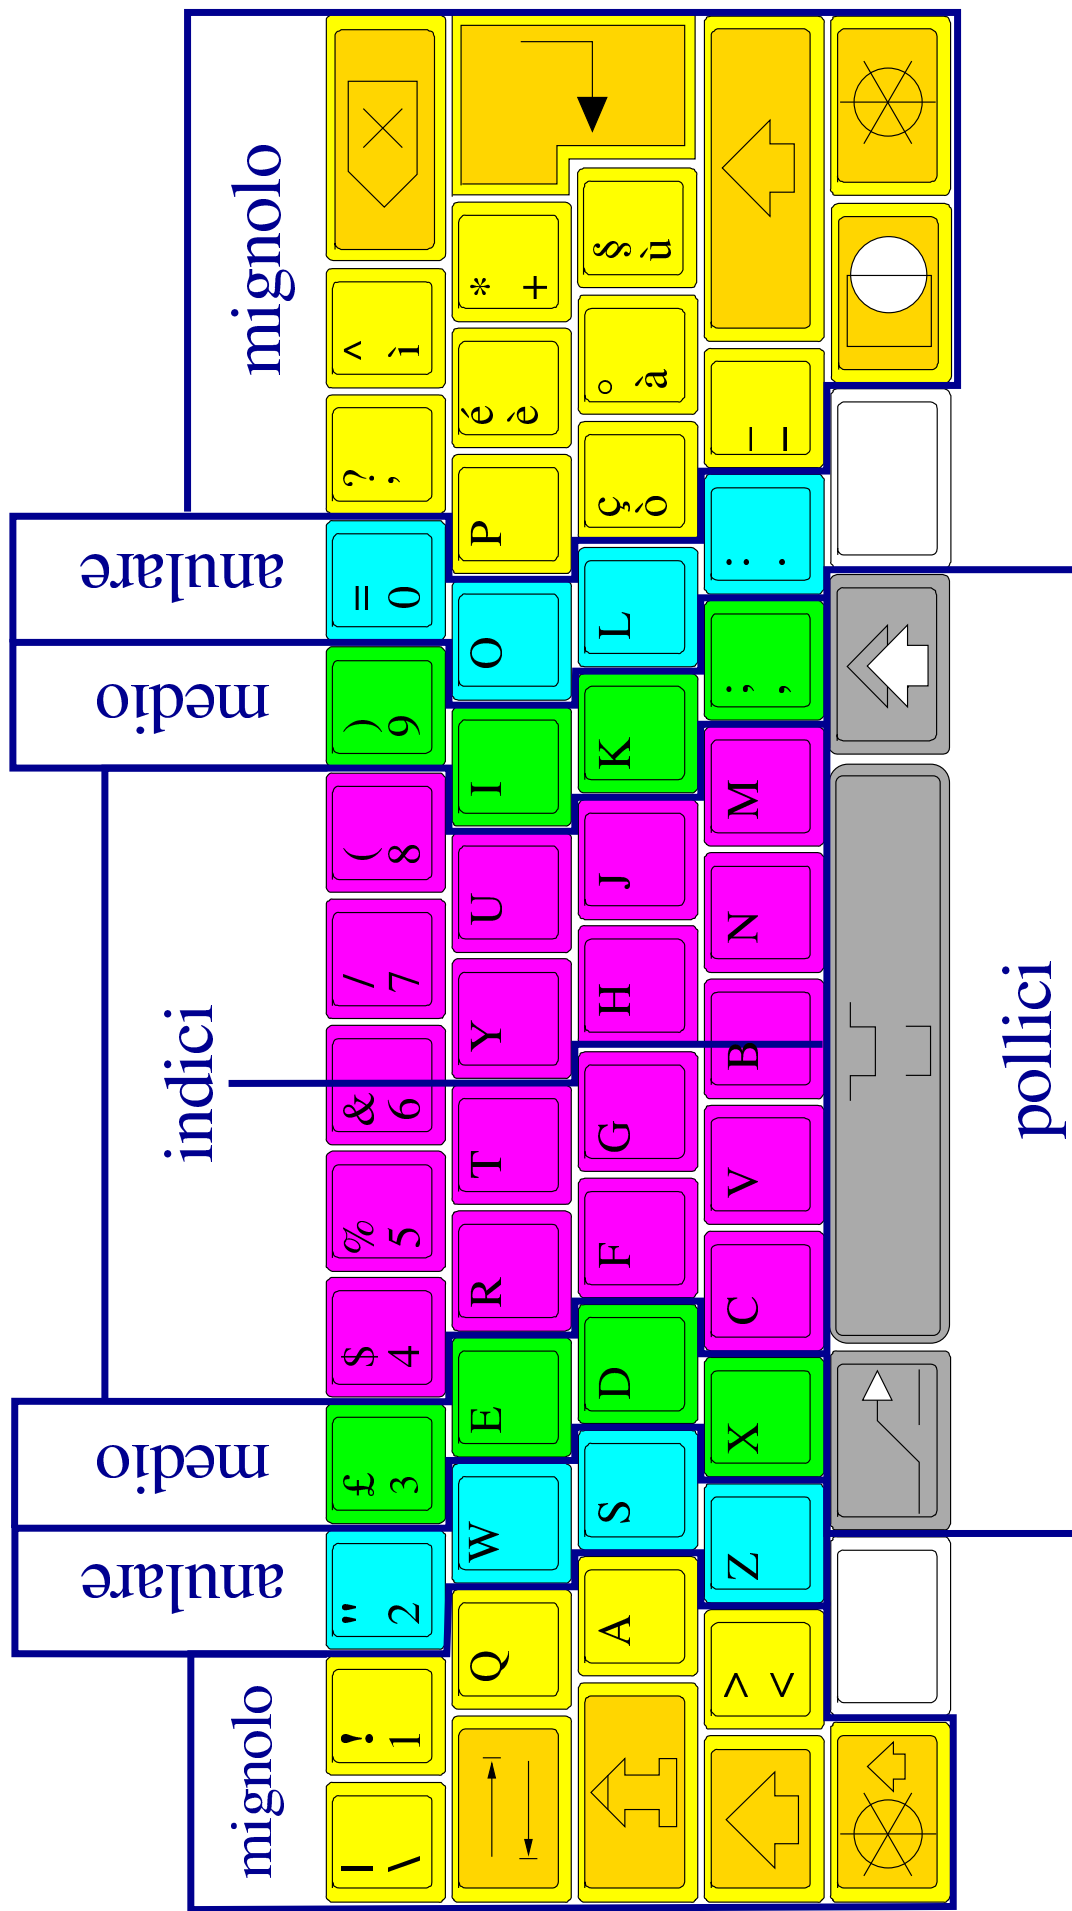 mignolo anulare medio indici medio anulare mignolo
| ! " £ $ % & / ( ) = ? ^
\ 1 2 3 4 5 6 7 8 9 0 ' ì
Q W E R T Y U I O P é *
è +
A S D F G H J K L ç ° §
ò à ù
> Z X C V B N M ; : _
< , . -
pollici